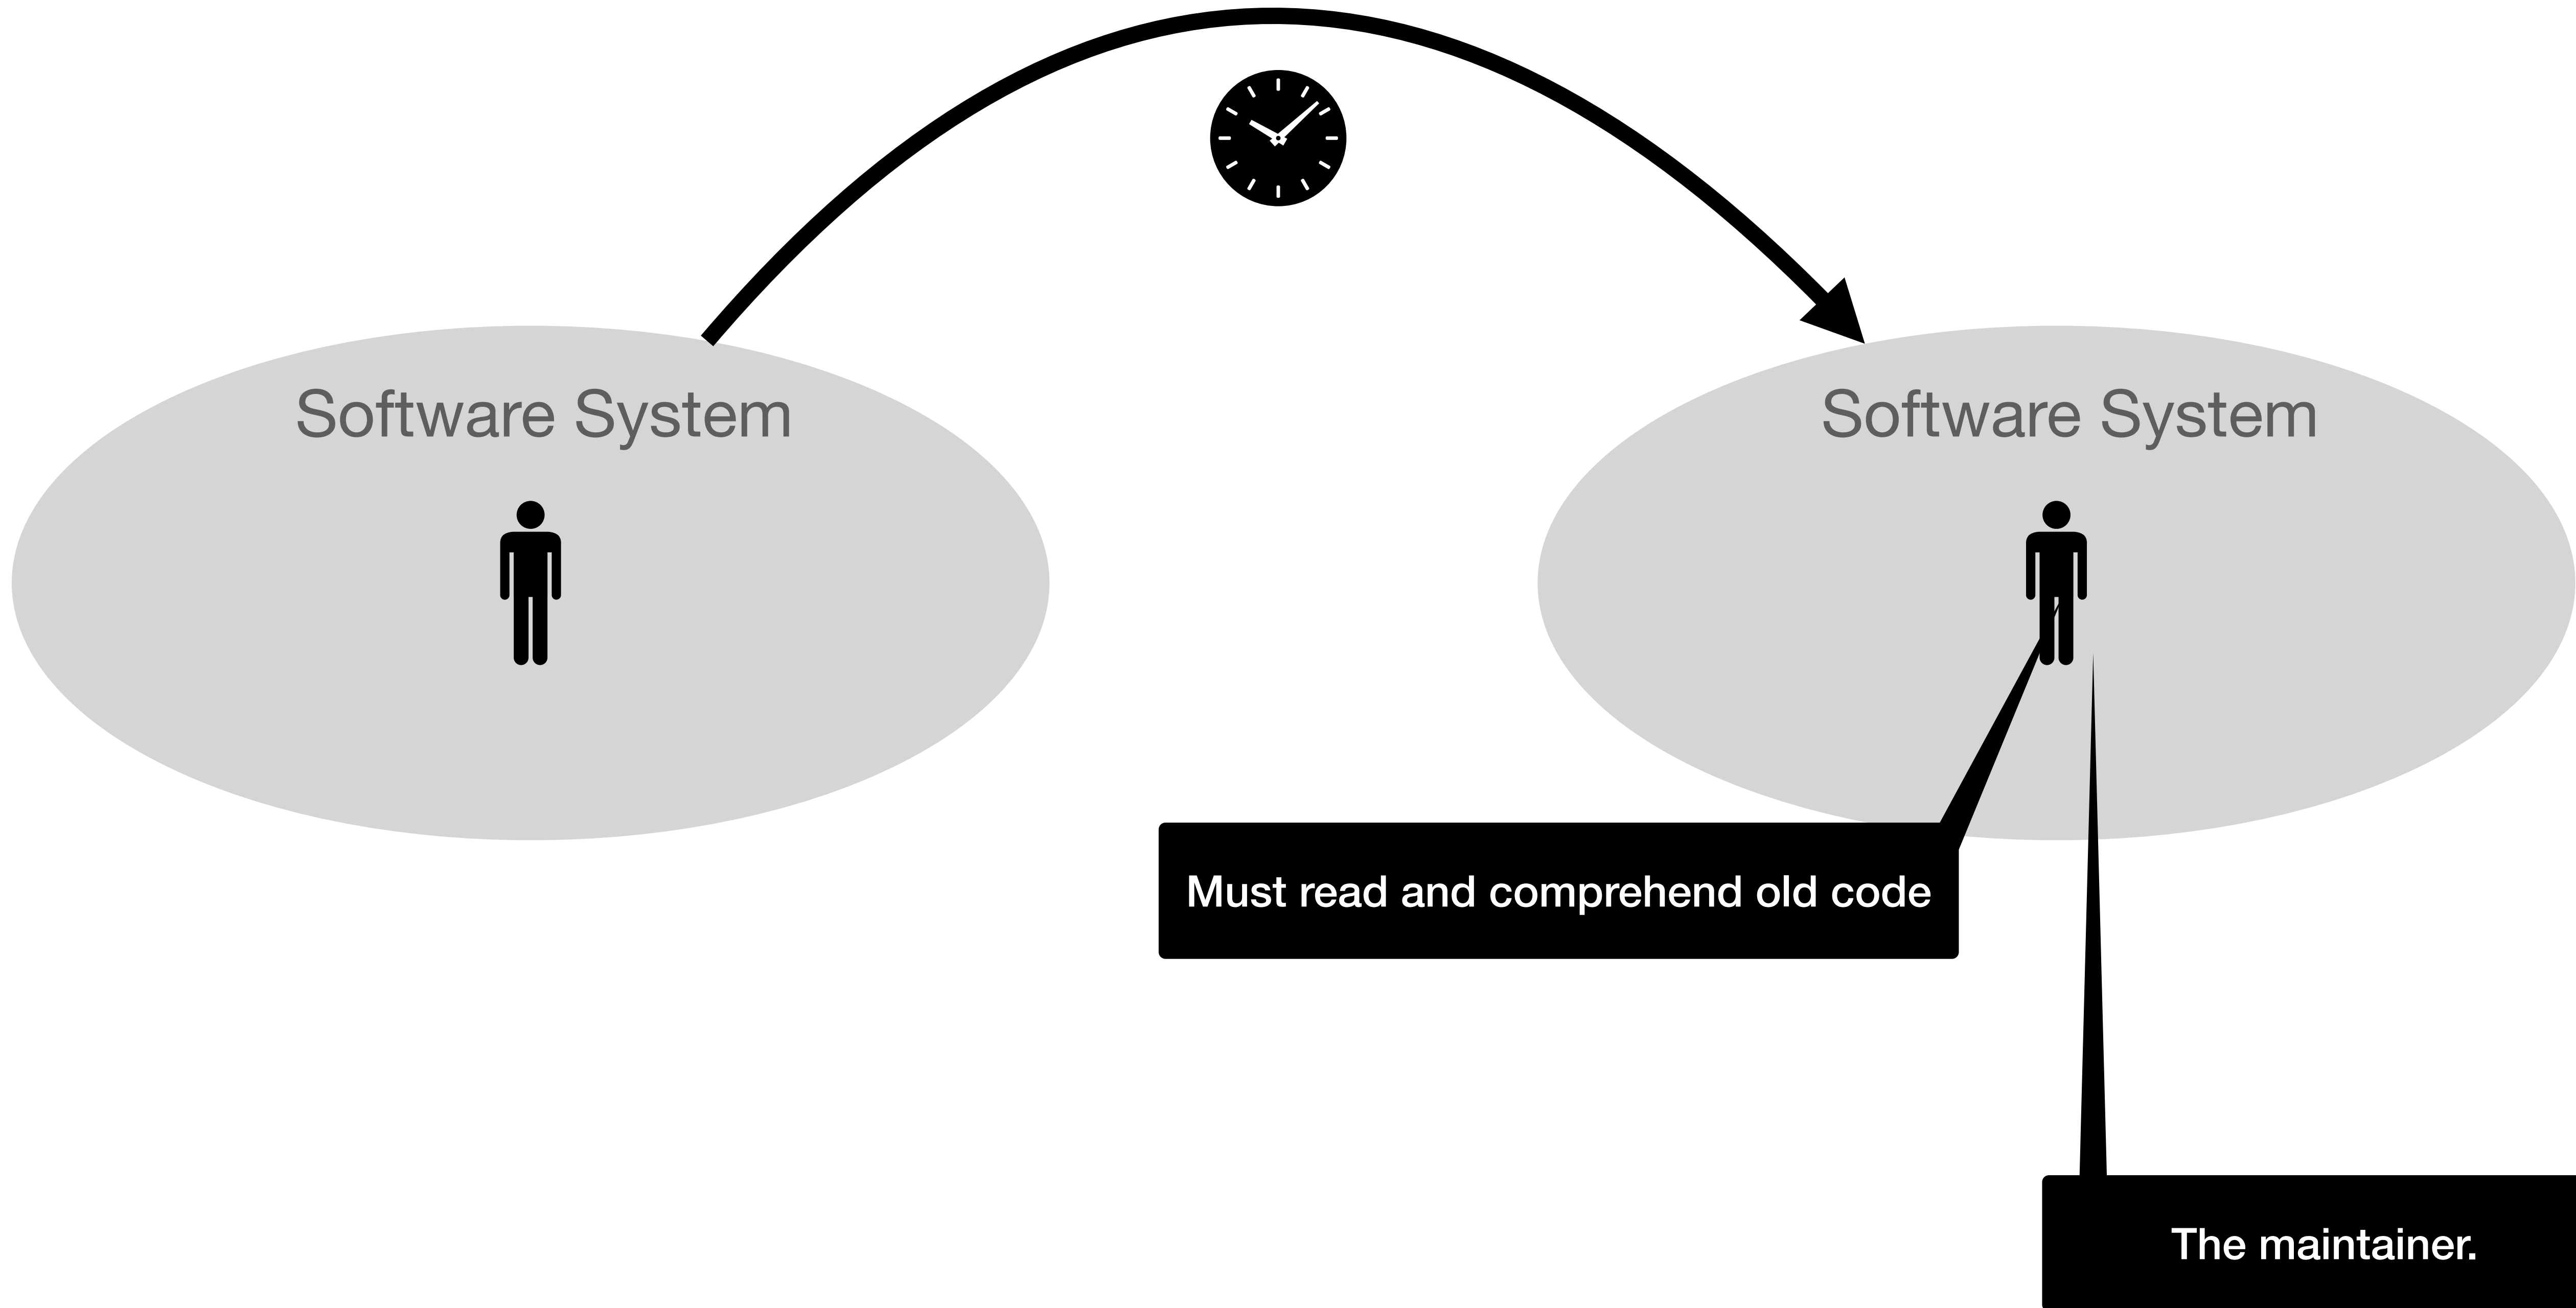 Software System
Software System
Must read and comprehend old code
The maintainer.